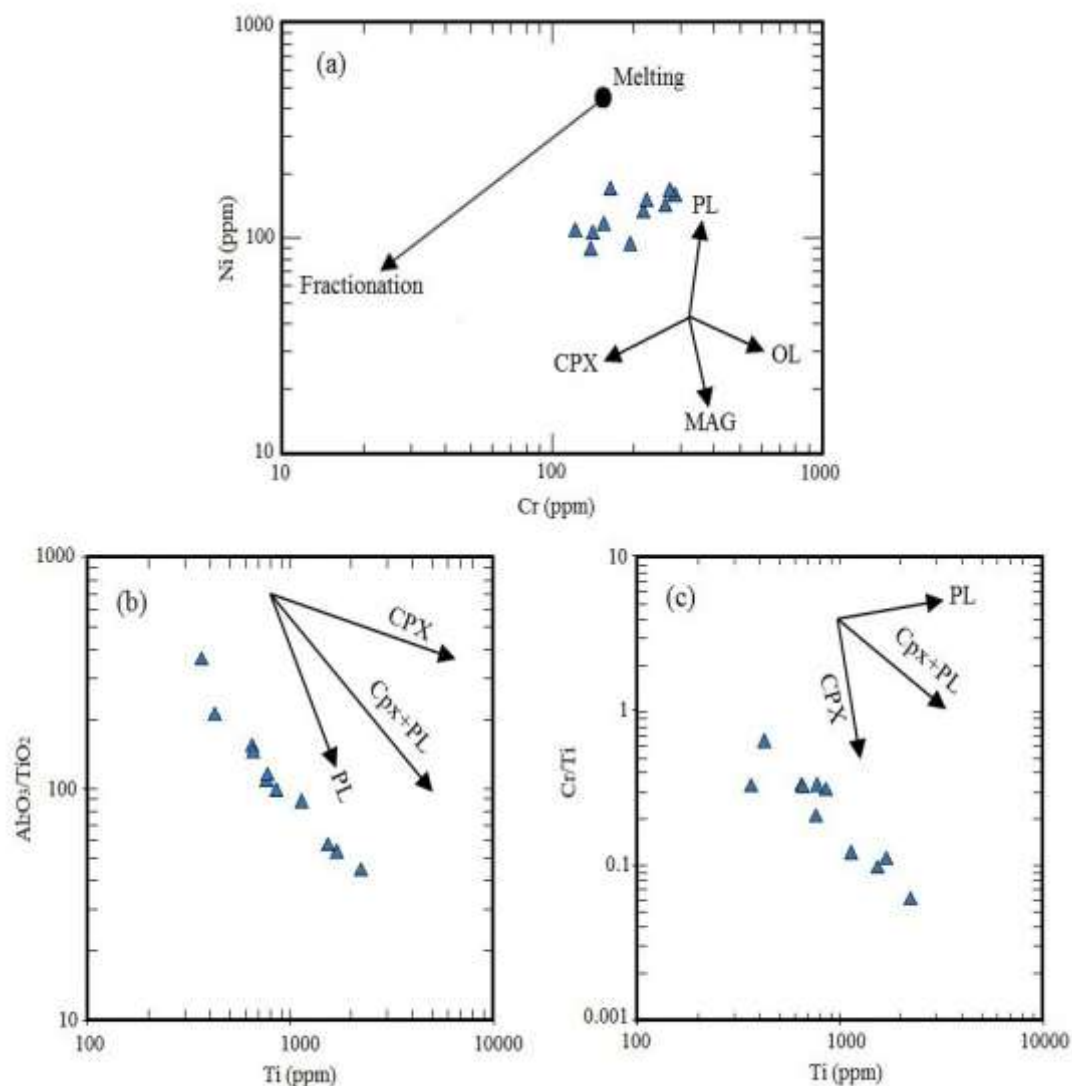 1000
(a)
Melting
Ni (ppm)
100
PL
Fractionation
CPX
OL
MAG
10
10
100
1000
Cr (ppm)
1000
(b)
CPX
Cpx+PL
PL
Al₂O₃/TiO₂
100
10
100
1000
10000
Ti (ppm)
10
(c)
PL
Cpx+PL
CPX
1
Cr/Ti
0.1
0.001
100
1000
10000
Ti (ppm)